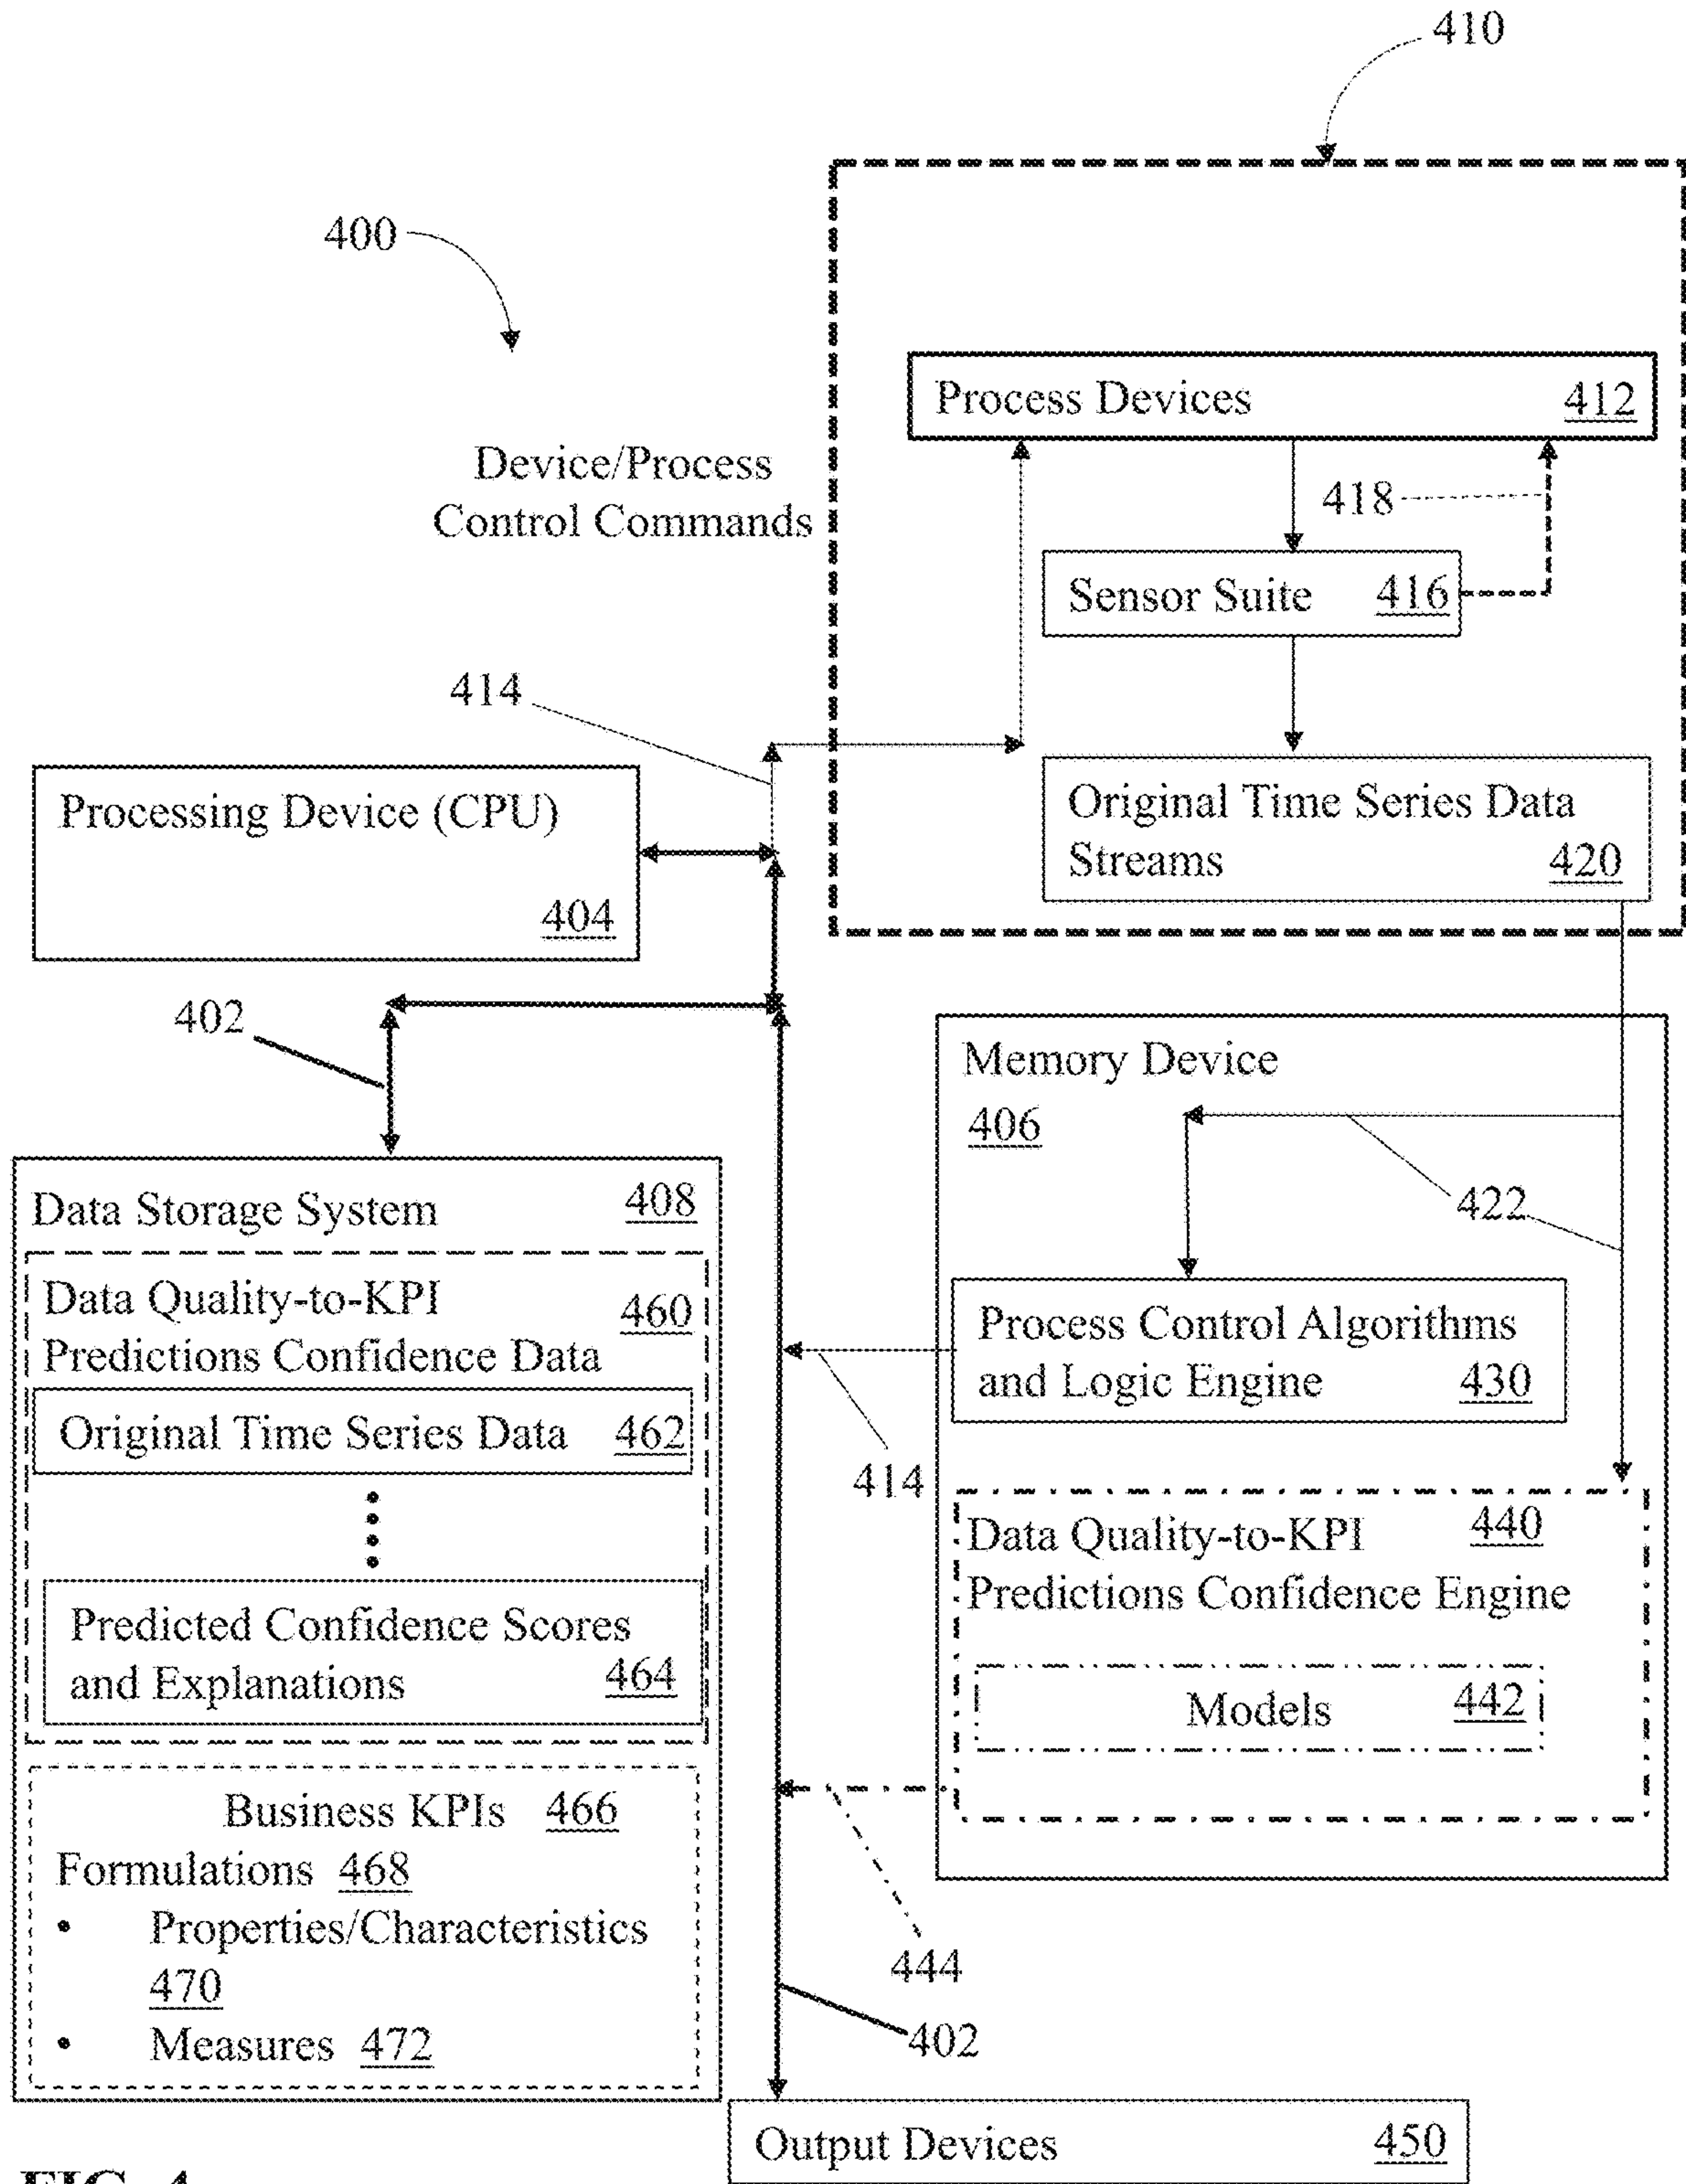 410
400
Process Devices 412
Device/Process
Control Commands
418
Sensor Suite 416
414
Processing Device (CPU)
404
Original Time Series Data
Streams 420
402
Memory Device
406
422
Data Storage System 408
Data Quality-to-KPI
Predictions Confidence Data 460
Original Time Series Data 462
Predicted Confidence Scores
and Explanations 464
Process Control Algorithms
and Logic Engine 430
414
Data Quality-to-KPI 440
Predictions Confidence Engine
Models 442
Business KPIs 466
Formulations 468
• Properties/Characteristics
470
• Measures 472
444
402
Output Devices 450
FIG. 4